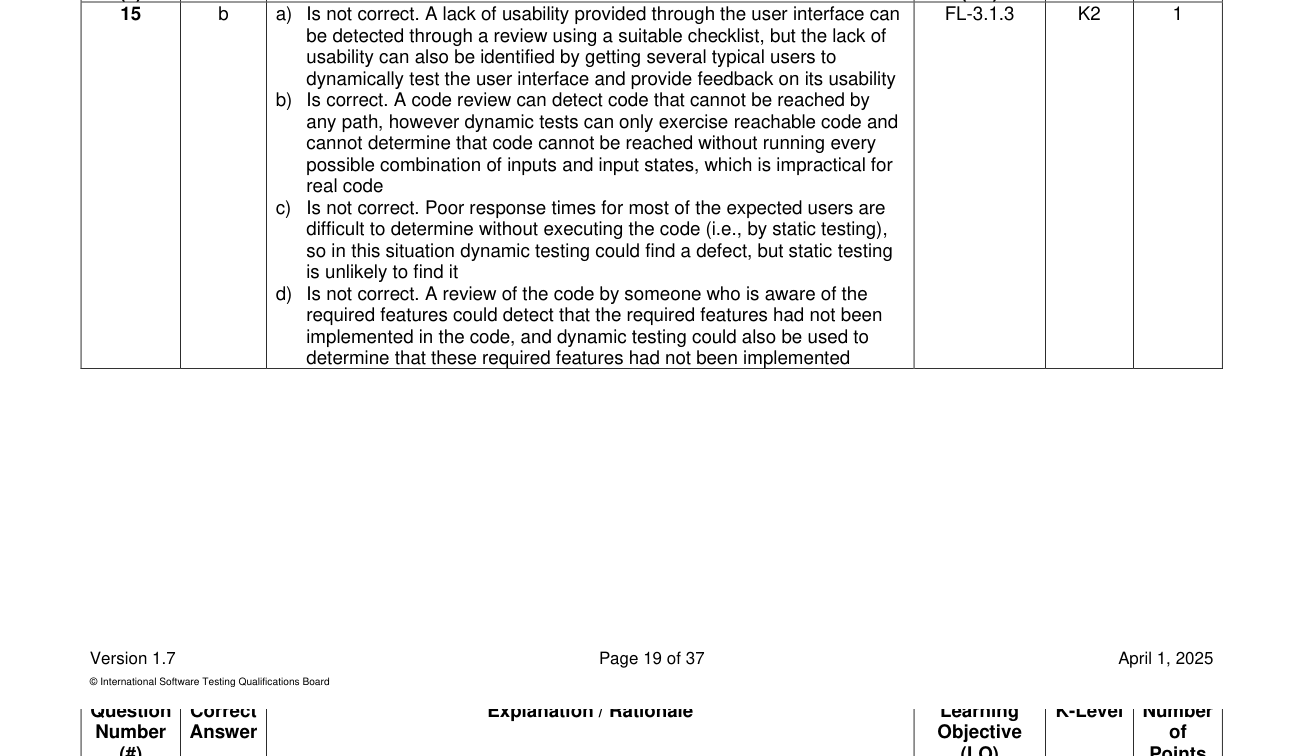 15 b a) Is not correct. A lack of usability provided through the user interface can FL-3.1.3 K2 1
be detected through a review using a suitable checklist, but the lack of
usability can also be identified by getting several typical users to
dynamically test the user interface and provide feedback on its usability
b) Is correct. A code review can detect code that cannot be reached by
any path, however dynamic tests can only exercise reachable code and
cannot determine that code cannot be reached without running every
possible combination of inputs and input states, which is impractical for
real code
c) Is not correct. Poor response times for most of the expected users are
difficult to determine without executing the code (i.e., by static testing),
so in this situation dynamic testing could find a defect, but static testing
is unlikely to find it
d) Is not correct. A review of the code by someone who is aware of the
required features could detect that the required features had not been
implemented in the code, and dynamic testing could also be used to
determine that these required features had not been implemented
Version 1.7 Page 19 of 37 April 1, 2025
© International Software Testing Qualifications Board
Question Correct Explanation / Rationale Learning K-Level Number
Number Answer Objective of
(#) (LO) Points